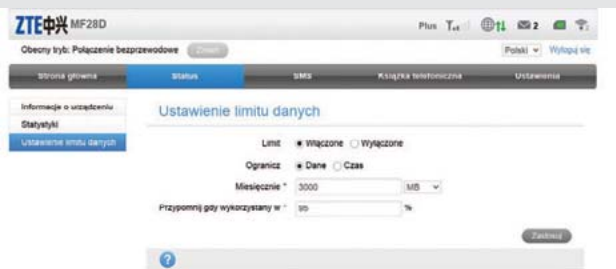 ZTE中兴 MF28D
Plus 2
Obecny tryb: Połączenie bezprzewodowe Zmień
Polski Wyloguj się
Strona główna Status SMS Książka telefoniczna Ustawienia
Informacje o urządzeniu
Statystyki
Ustawienie limitu danych
Ustawienie limitu danych
Limit Włączone Wyłączone
Ogranicz Dane Czas
Miesięcznie * 3000 MB
Przypomnij gdy wykorzystany w * 95 %
Zastosuj
?